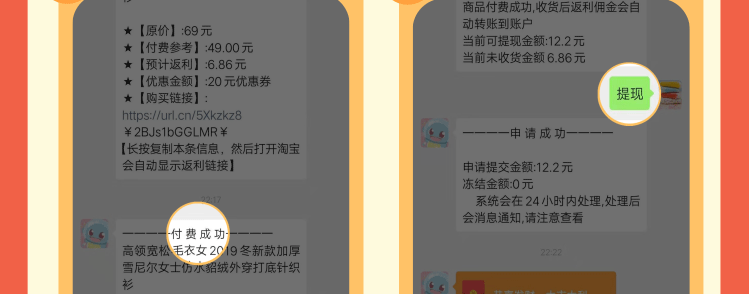 ★【原价】:69元
★【付费参考】:49.00元
★【预计返利】:6.86元
★【优惠金额】:20元优惠券
★【购买链接】:
https://url.cn/5Xkzkz8
￥2BJs1bGGLMR￥
【长按复制本条信息，然后打开淘宝
会自动显示返利链接】
————付费成功————
高领宽松毛衣女2019冬新款加厚
雪尼尔女士仿水貂绒外穿打底针织
衫
商品付费成功,收货后返利佣金会自
动转账到账户
当前可提现金额:12.2元
当前未收货金额6.86元
提现
————申请成功————
申请提交金额:12.2元
冻结金额:0元
系统会在24小时内处理,处理后
会消息通知,请注意查看
22:22